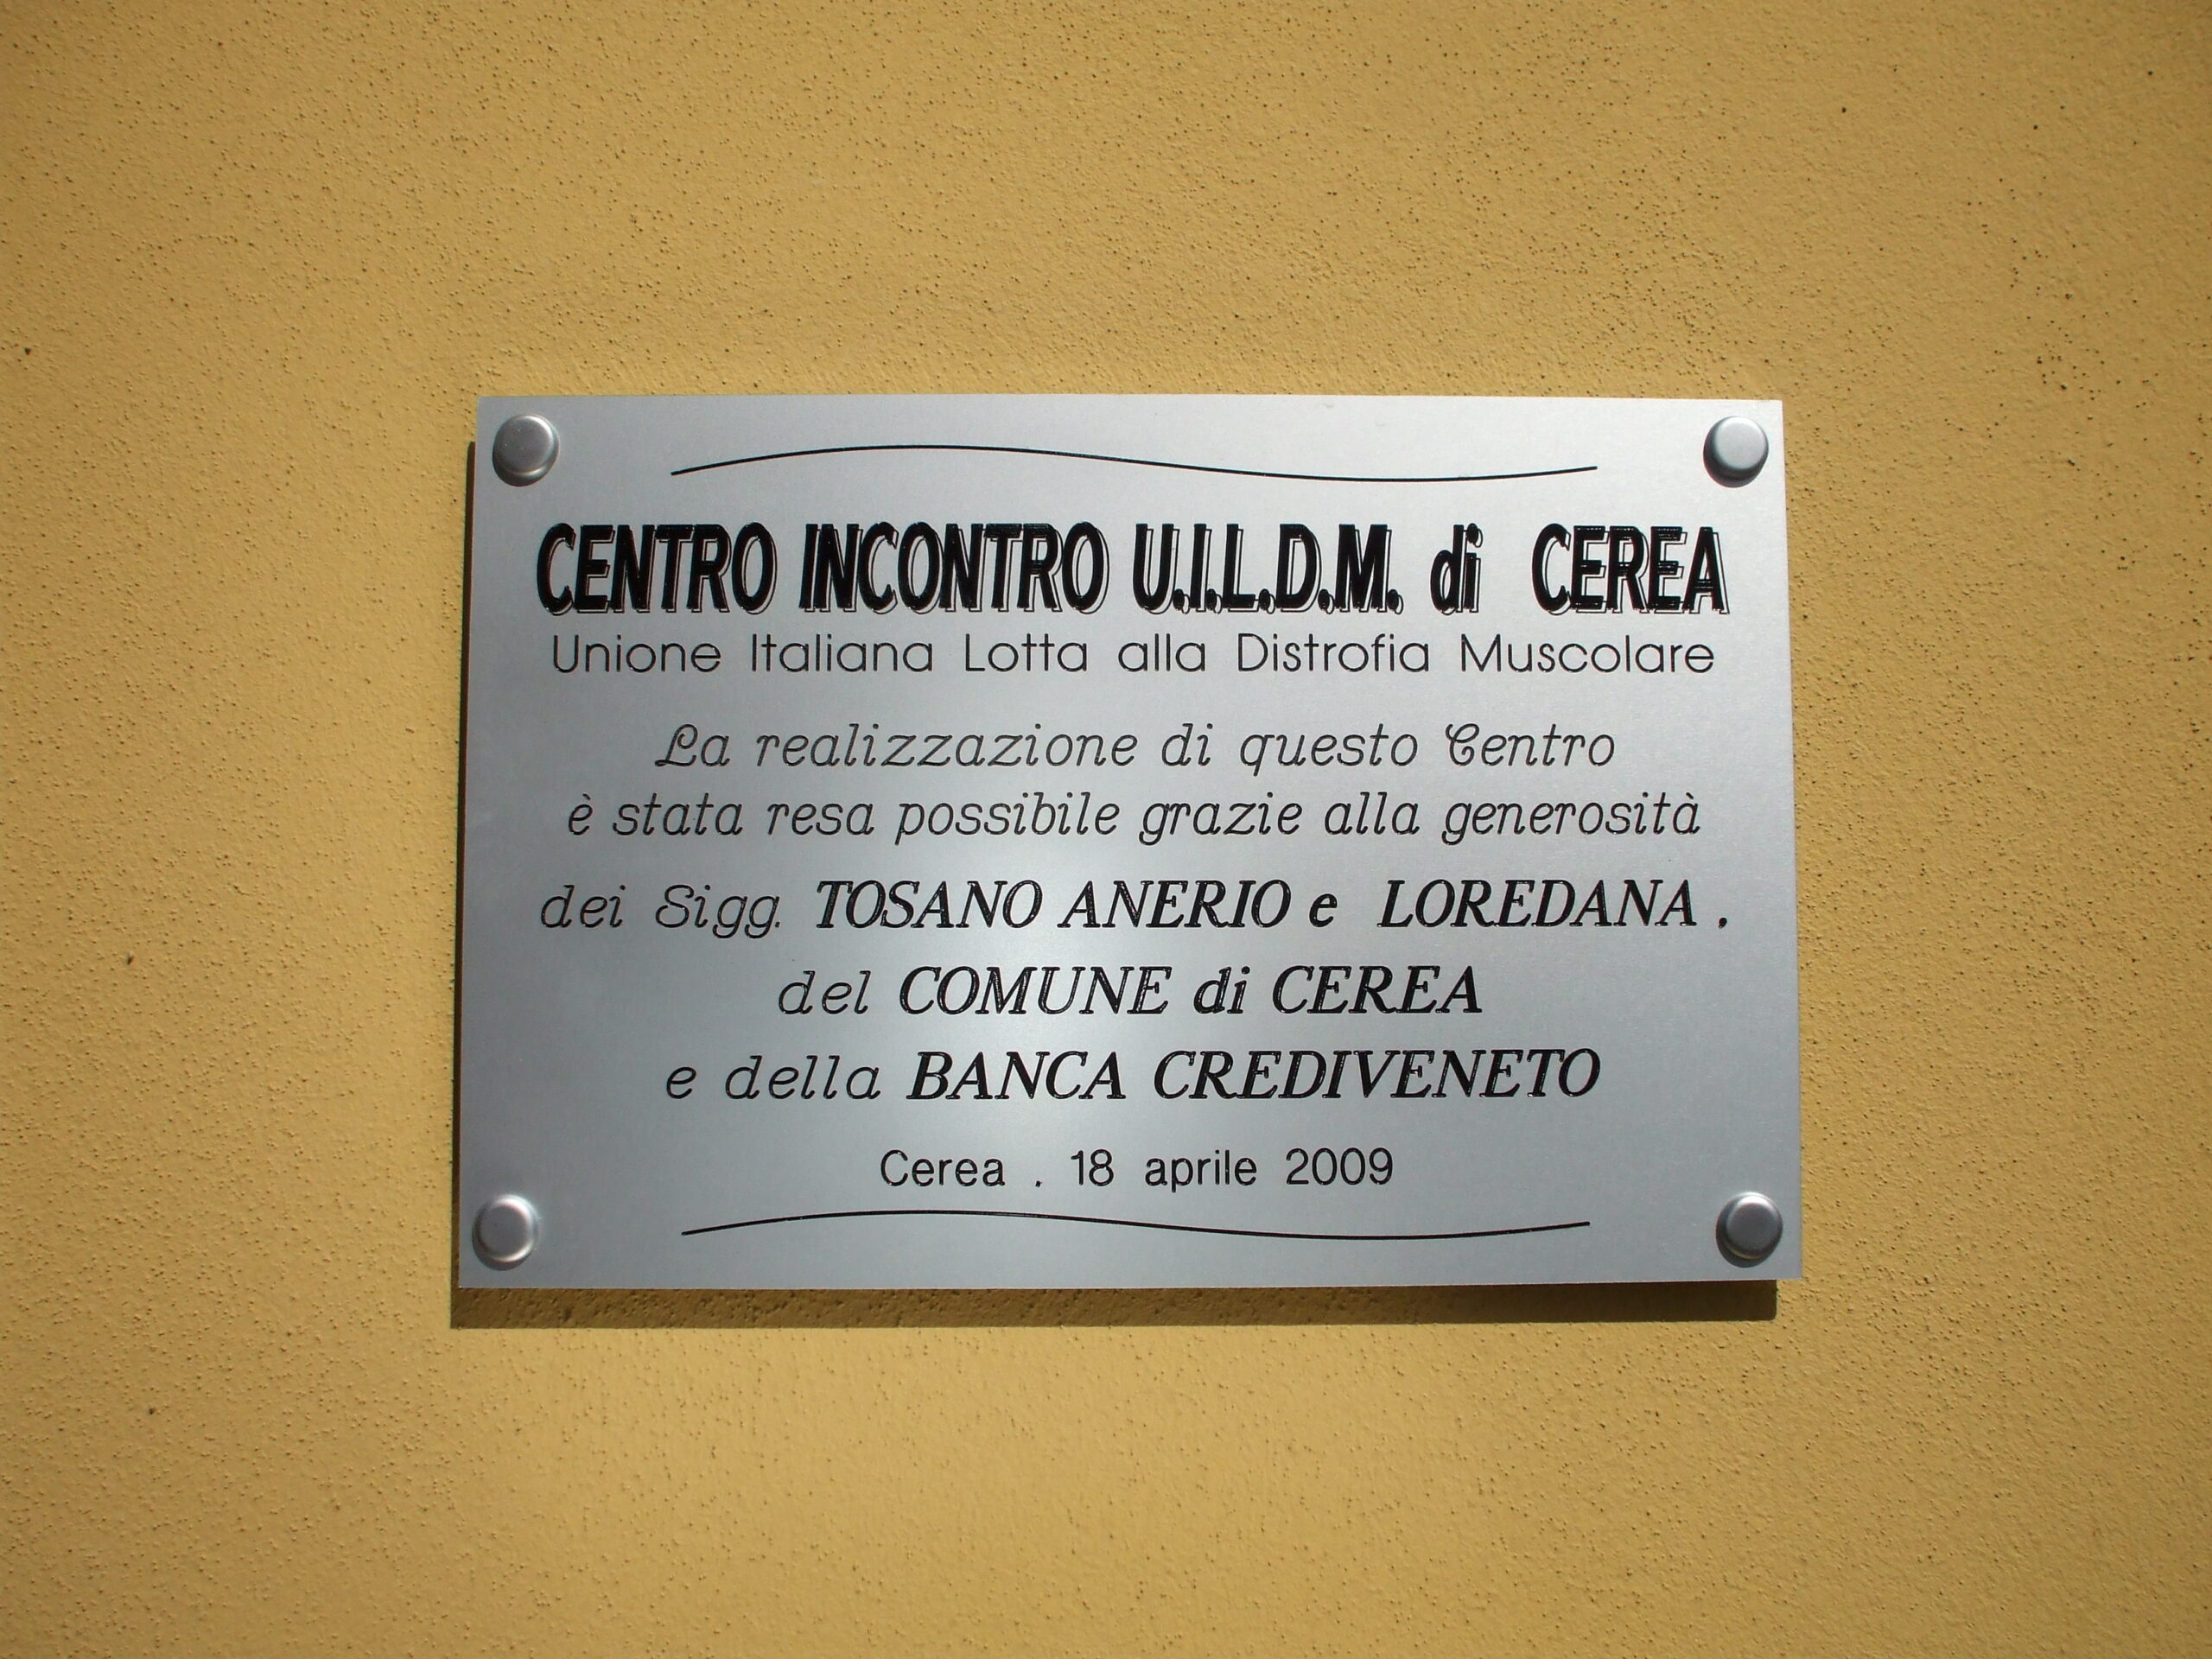 CENTRO INCONTRO U.I.L.D.M. di CEREA
Unione Italiana Lotta alla Distrofia Muscolare
La realizzazione di questo Centro
è stata resa possibile grazie alla generosità
dei Sigg. TOSANO ANERIO e LOREDANA .
del COMUNE di CEREA
e della BANCA CREDIVENETO
Cerea . 18 aprile 2009